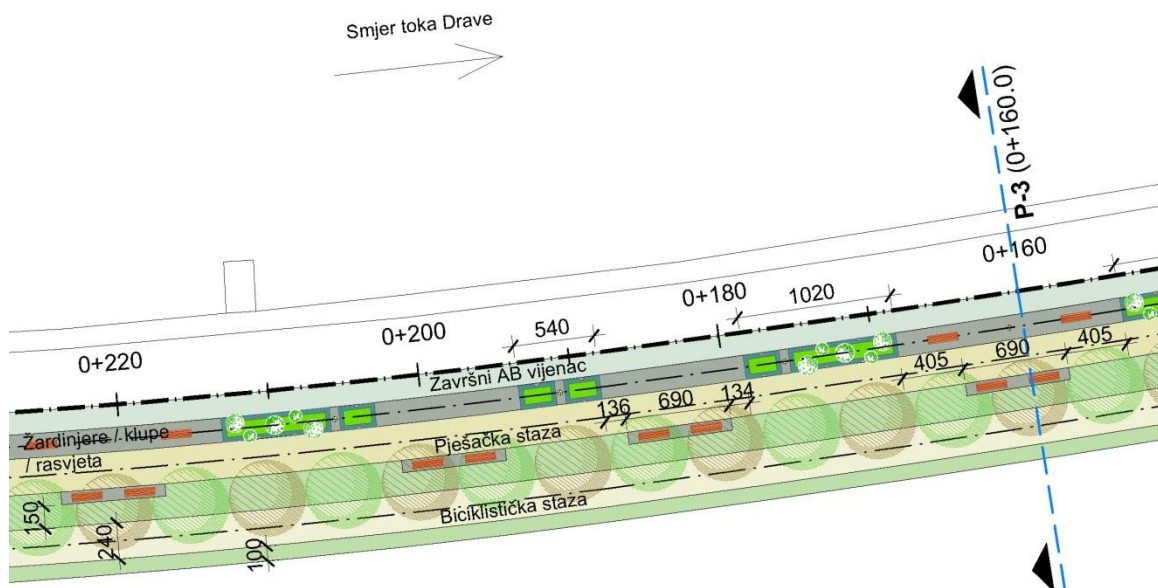 Smjer toka Drave
P-3 (0+160.0)
0+160
0+180
1020
0+200
540
0+220
Završni AB vijenac
405
690
405
Žardinjere / klupe
/ rasvjeta
Pješačka staza
136
690
134
Biciklistička staza
150
240
100